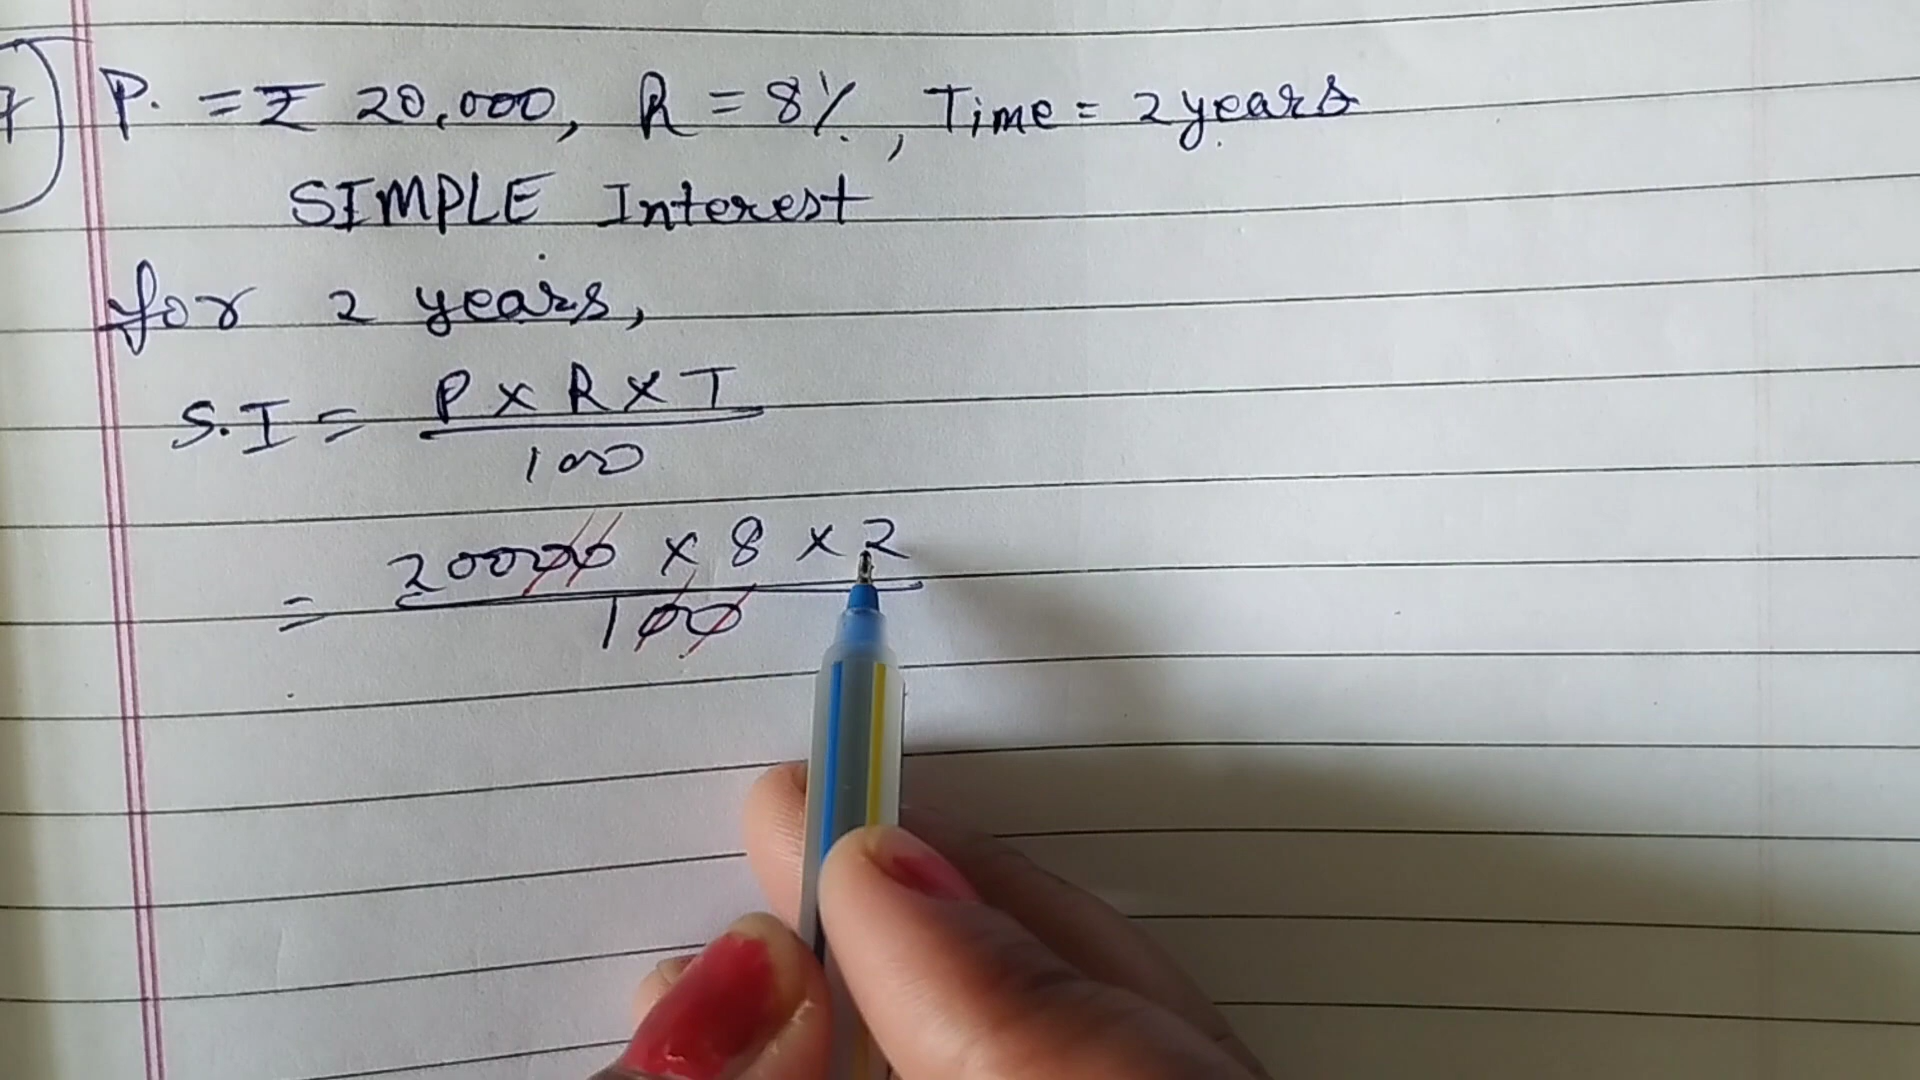 7) P. = ₹ 20,000, R = 8%, Time = 2 years
SIMPLE Interest
for 2 years,
S.I = P x R x T
100
= 20000 x 8 x 2
100